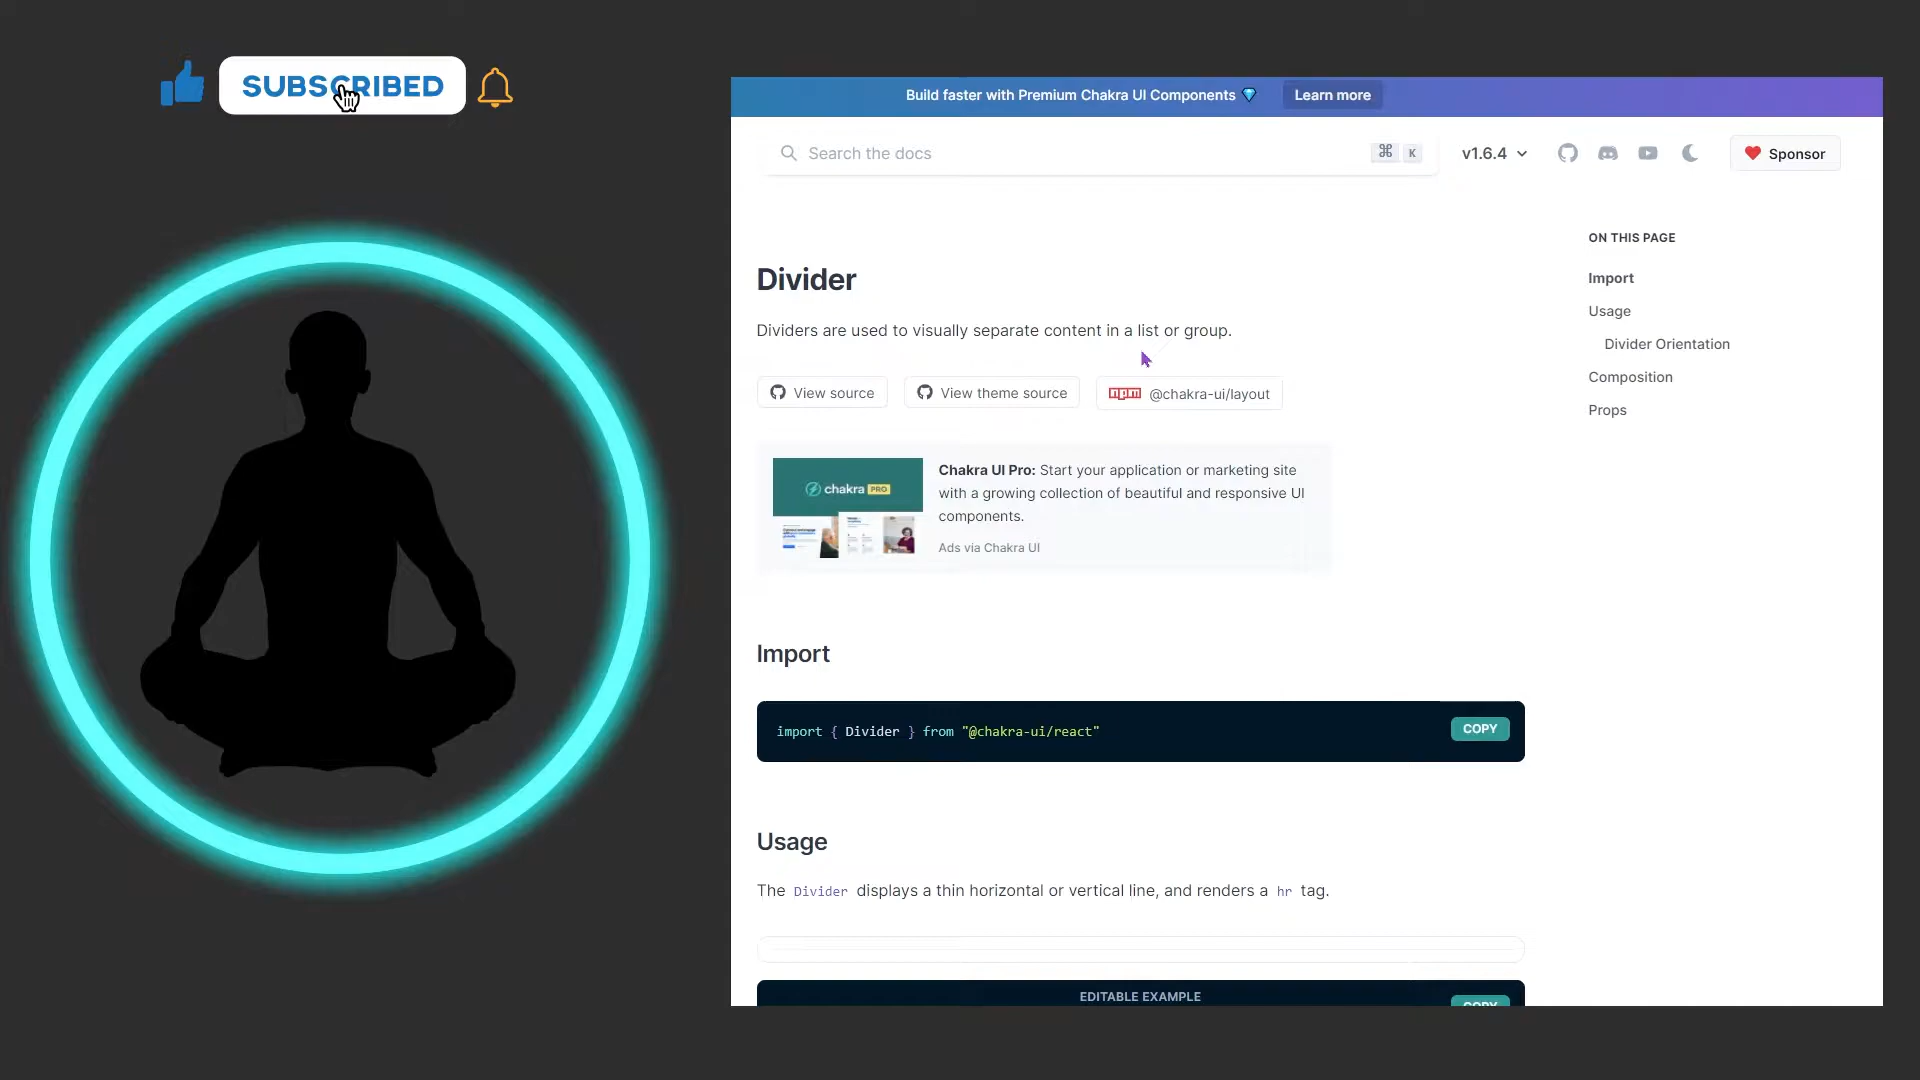 SUBSCRIBED
Build faster with Premium Chakra UI Components 💎 Learn more
Search the docs ⌘ K v1.6.4 Sponsor
ON THIS PAGE
Import
Usage
Divider Orientation
Composition
Props
Divider
Dividers are used to visually separate content in a list or group.
View source View theme source npm @chakra-ui/layout
chakra PRO
Chakra UI Pro: Start your application or marketing site
with a growing collection of beautiful and responsive UI
components.
Ads via Chakra UI
Import
import { Divider } from "@chakra-ui/react" COPY
Usage
The Divider displays a thin horizontal or vertical line, and renders a hr tag.
EDITABLE EXAMPLE
COPY